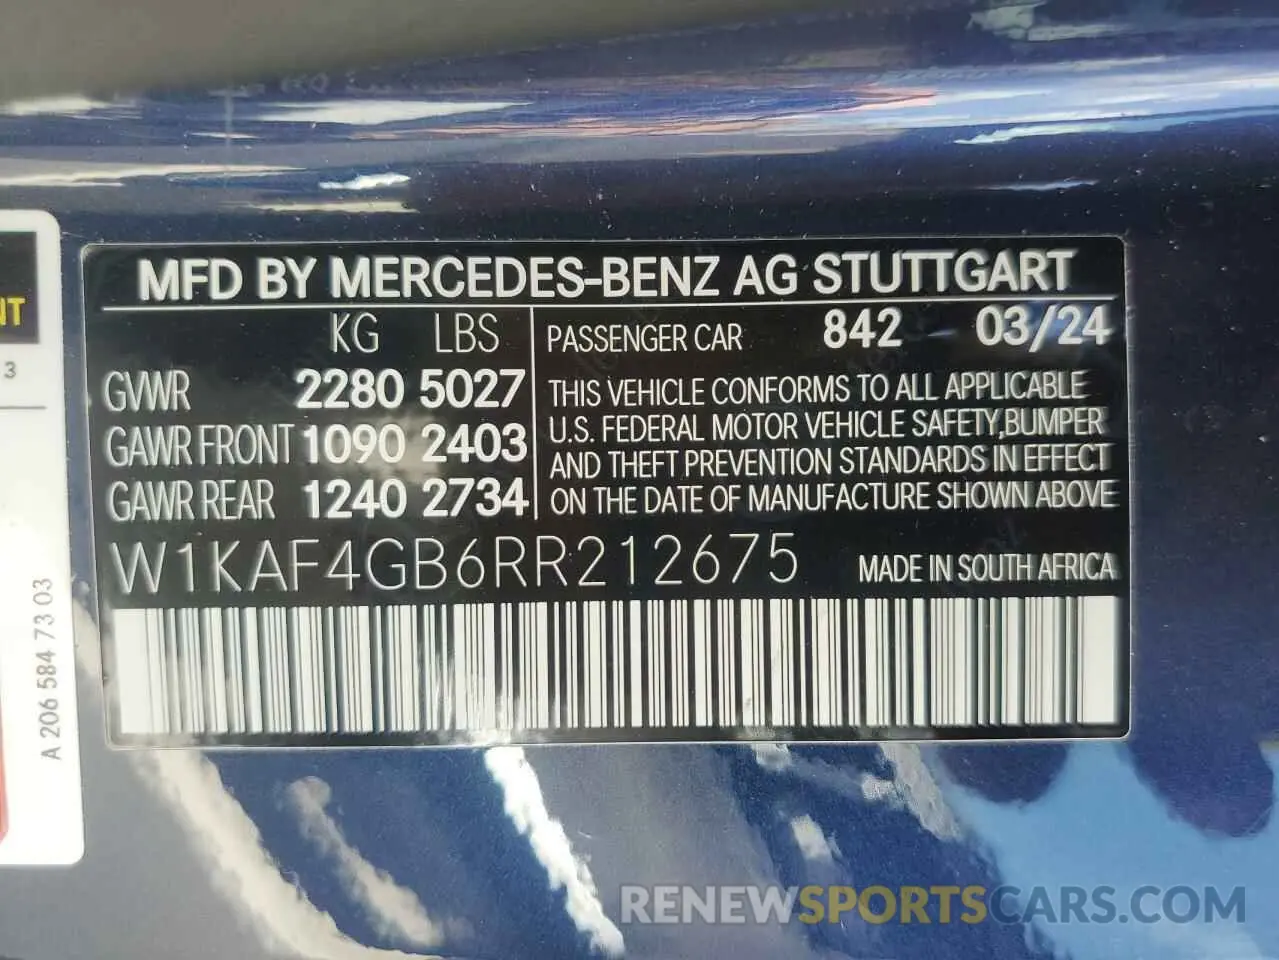 MFD BY MERCEDES-BENZ AG STUTTGART
KG LBS
GVWR 2280 5027
GAWR FRONT 1090 2403
GAWR REAR 1240 2734
PASSENGER CAR 842 03/24
THIS VEHICLE CONFORMS TO ALL APPLICABLE
U.S. FEDERAL MOTOR VEHICLE SAFETY,BUMPER
AND THEFT PREVENTION STANDARDS IN EFFECT
ON THE DATE OF MANUFACTURE SHOWN ABOVE
W1KAF4GB6RR212675 MADE IN SOUTH AFRICA
NT
3
A 206 584 73 03
RENEWSPORTSCARS.COM